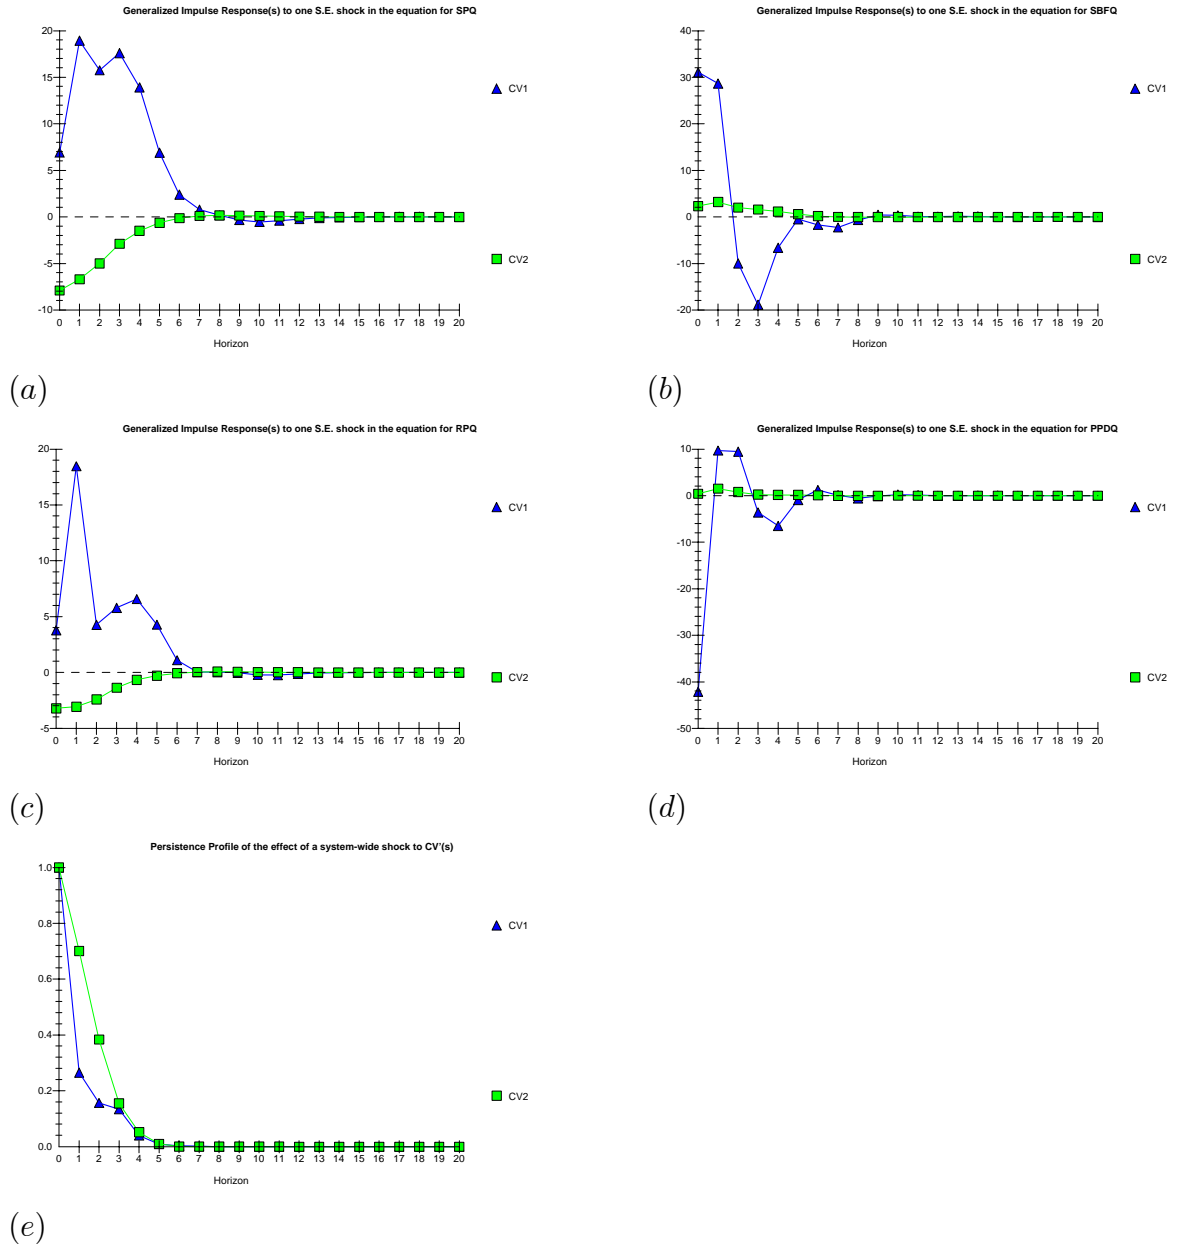 Generalized Impulse Response(s) to one S.E. shock in the equation for SPQ
20
15
10
5
0
-5
-10
0 1 2 3 4 5 6 7 8 9 10 11 12 13 14 15 16 17 18 19 20
Horizon
CV1
CV2
(a)
Generalized Impulse Response(s) to one S.E. shock in the equation for SBFQ
40
30
20
10
0
-10
-20
0 1 2 3 4 5 6 7 8 9 10 11 12 13 14 15 16 17 18 19 20
Horizon
CV1
CV2
(b)
Generalized Impulse Response(s) to one S.E. shock in the equation for RPQ
20
15
10
5
0
-5
0 1 2 3 4 5 6 7 8 9 10 11 12 13 14 15 16 17 18 19 20
Horizon
CV1
CV2
(c)
Generalized Impulse Response(s) to one S.E. shock in the equation for PPDQ
10
0
-10
-20
-30
-40
-50
0 1 2 3 4 5 6 7 8 9 10 11 12 13 14 15 16 17 18 19 20
Horizon
CV1
CV2
(d)
Persistence Profile of the effect of a system-wide shock to CV'(s)
1.0
0.8
0.6
0.4
0.2
0.0
0 1 2 3 4 5 6 7 8 9 10 11 12 13 14 15 16 17 18 19 20
Horizon
CV1
CV2
(e)